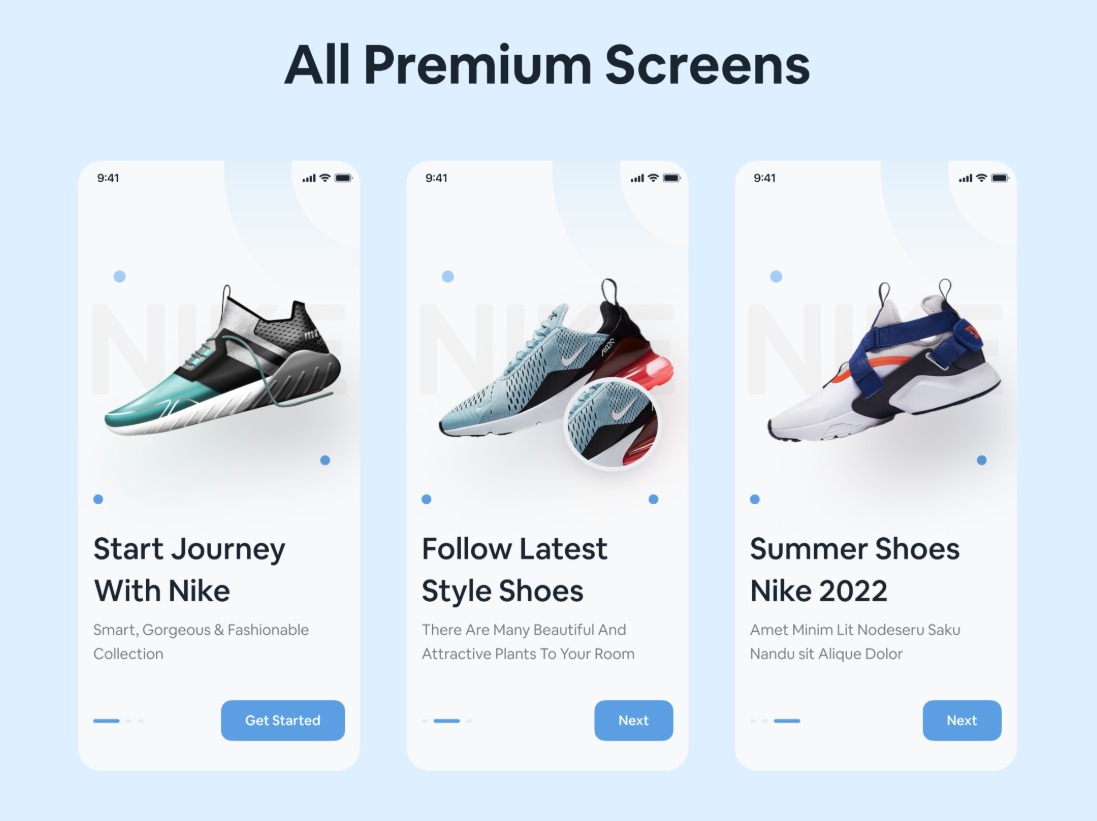 All Premium Screens
9:41
NIKE
Start Journey
With Nike
Smart, Gorgeous & Fashionable
Collection
Get Started
9:41
NIKE
Follow Latest
Style Shoes
There Are Many Beautiful And
Attractive Plants To Your Room
Next
9:41
NIKE
Summer Shoes
Nike 2022
Amet Minim Lit Nodeseru Saku
Nandu sit Alique Dolor
Next